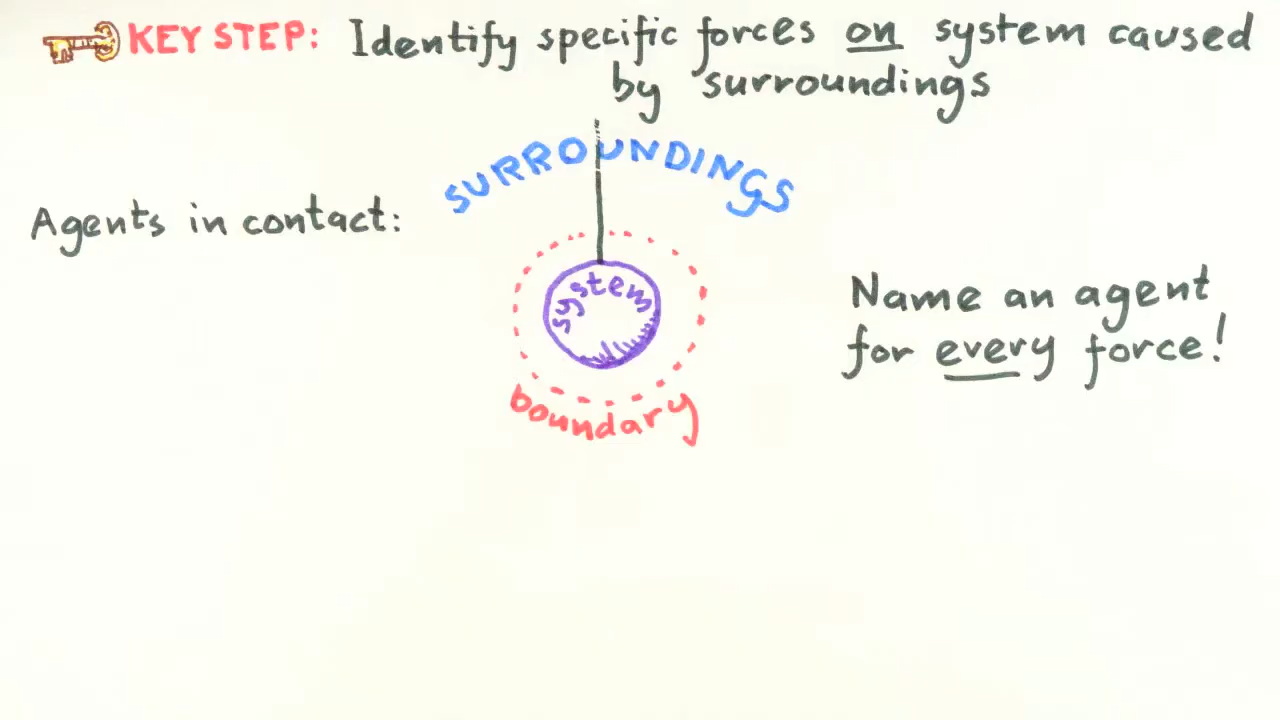 KEY STEP: Identify specific forces on system caused
by surroundings
SURROUNDINGS
Agents in contact:
system
Name an agent
for every force!
boundary